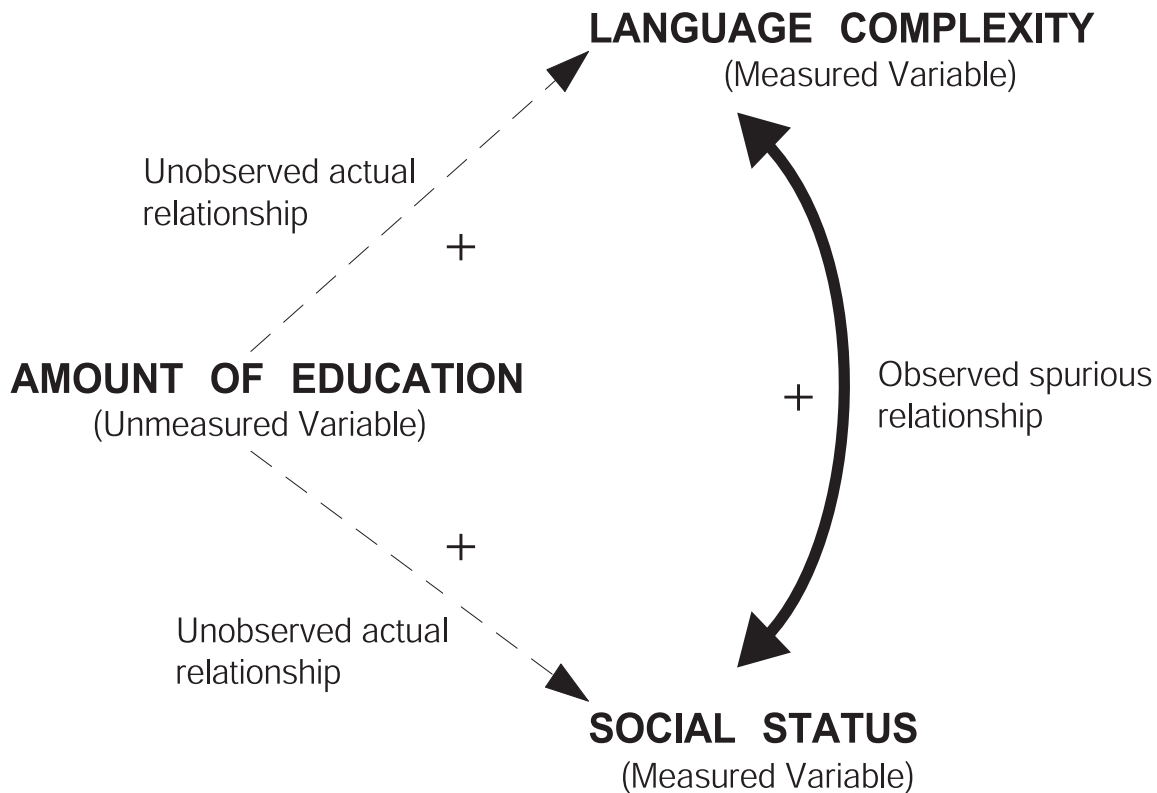 LANGUAGE COMPLEXITY
(Measured Variable)
Unobserved actual
relationship
+
AMOUNT OF EDUCATION
(Unmeasured Variable)
+
Observed spurious
relationship
+
Unobserved actual
relationship
SOCIAL STATUS
(Measured Variable)